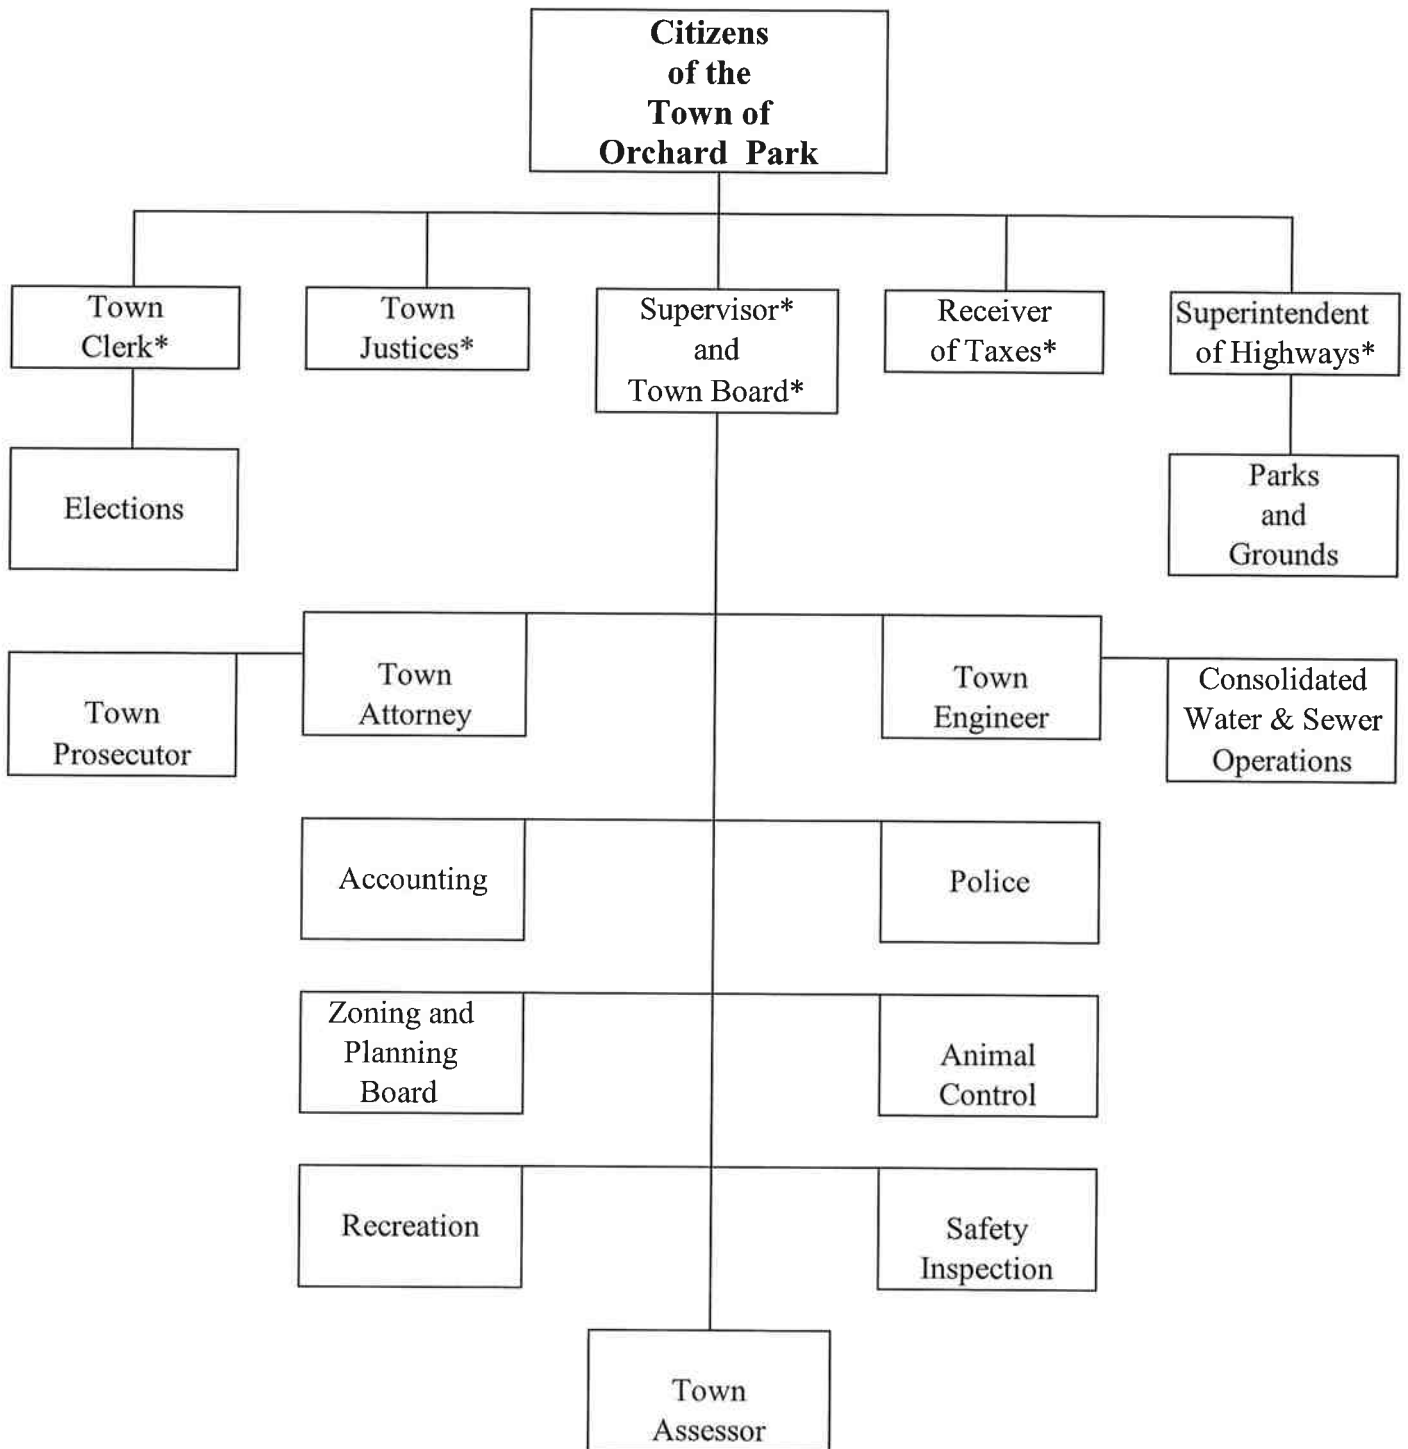 Citizens
of the
Town of
Orchard Park
Town
Clerk*
Town
Justices*
Supervisor*
and
Town Board*
Receiver
of Taxes*
Superintendent
of Highways*
Elections
Parks
and
Grounds
Town
Prosecutor
Town
Attorney
Town
Engineer
Consolidated
Water & Sewer
Operations
Accounting
Police
Zoning and
Planning
Board
Animal
Control
Recreation
Safety
Inspection
Town
Assessor